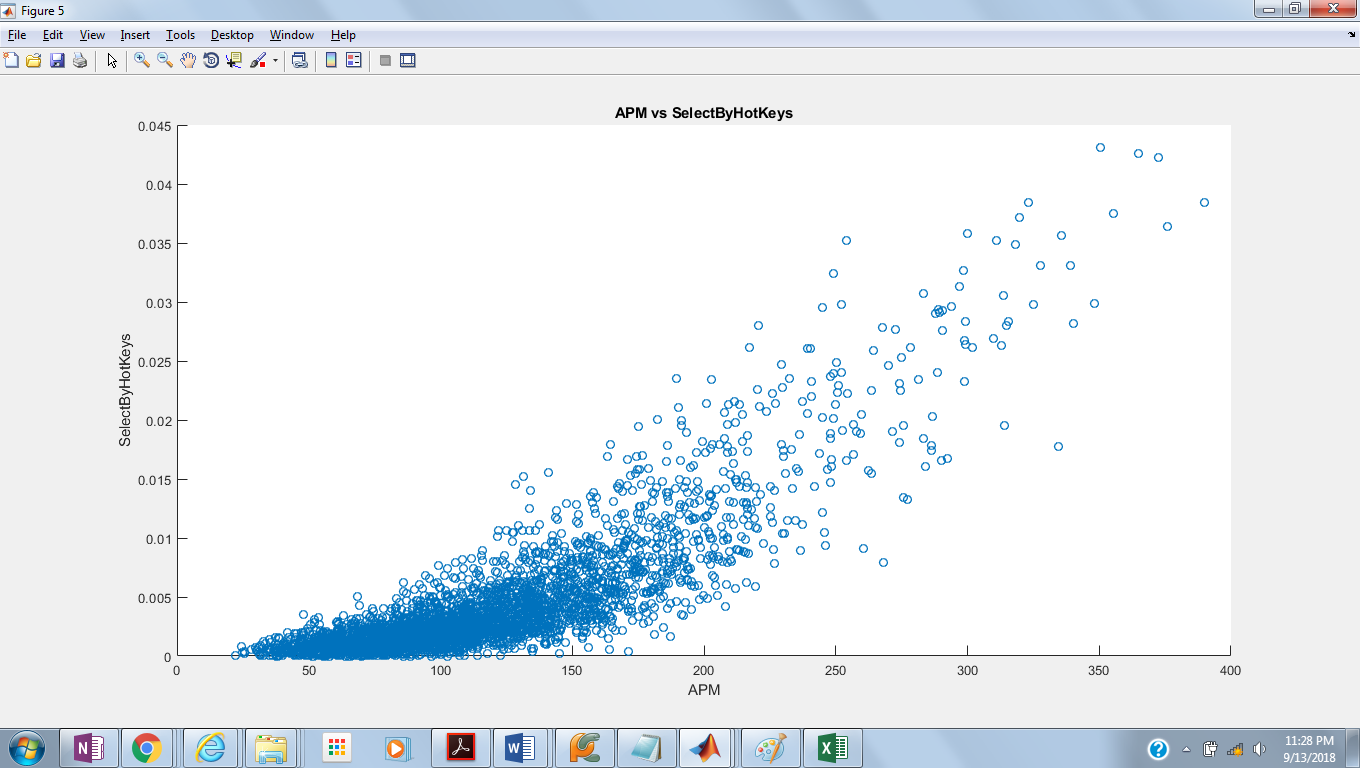 Figure 5
File Edit View Insert Tools Desktop Window Help
APM vs SelectByHotKeys
0.045
0.04
0.035
0.03
0.025
0.02
0.015
0.01
0.005
0
SelectByHotKeys
0 50 100 150 200 250 300 350 400
APM
11:28 PM
9/13/2018